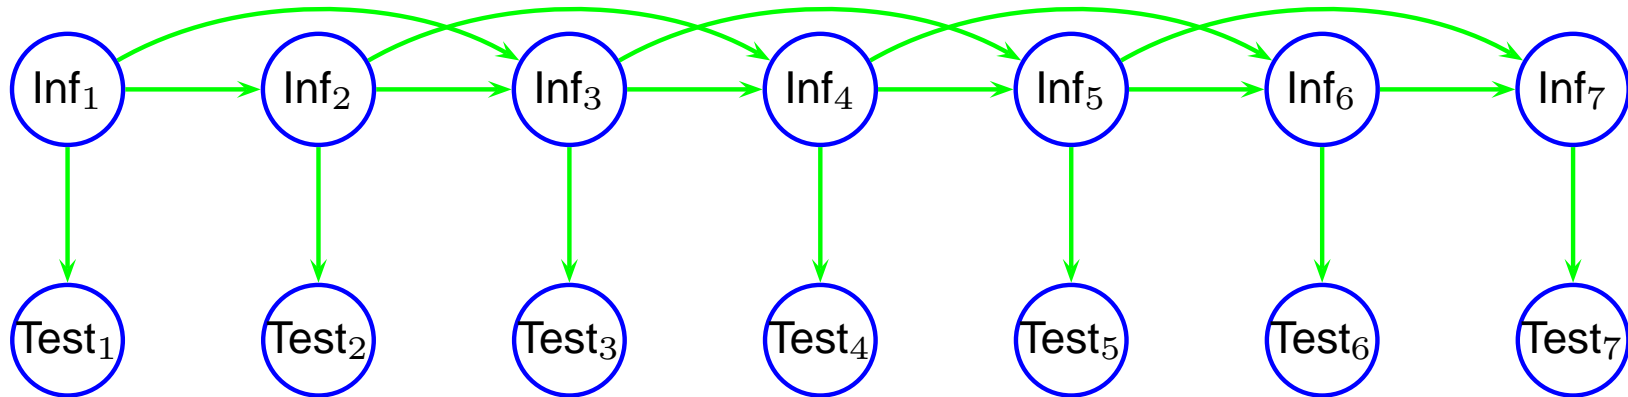 Inf₁ Inf₂ Inf₃ Inf₄ Inf₅ Inf₆ Inf₇
Test₁ Test₂ Test₃ Test₄ Test₅ Test₆ Test₇